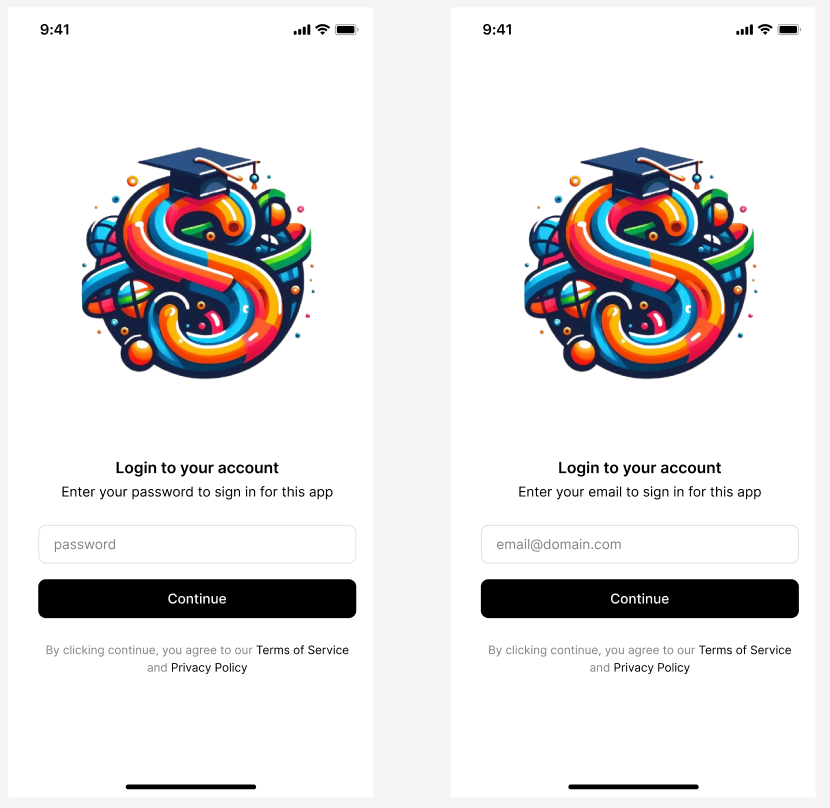 9:41
Login to your account
Enter your password to sign in for this app
password
Continue
By clicking continue, you agree to our Terms of Service
and Privacy Policy
9:41
Login to your account
Enter your email to sign in for this app
email@domain.com
Continue
By clicking continue, you agree to our Terms of Service
and Privacy Policy